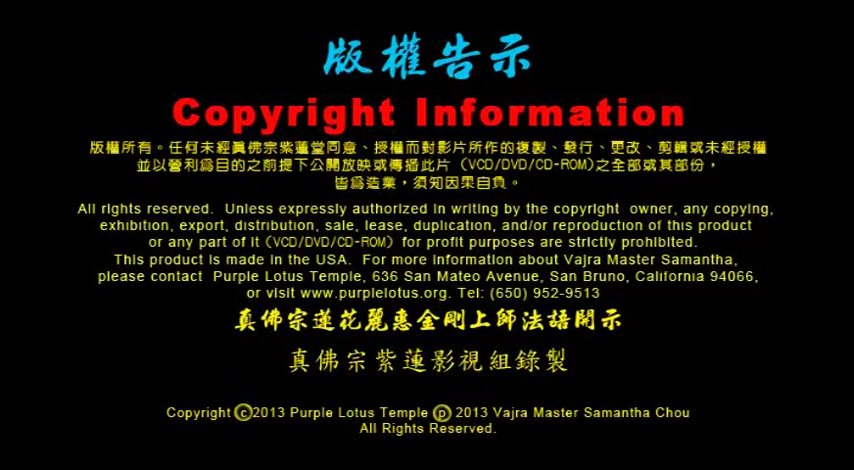 版權告示
Copyright Information
版權所有。任何未經真佛宗紫蓮堂同意、授權而對影片所作的複製、發行、更改、剪輯或未經授權
並以營利為目的之前提下公開放映或傳播此片 (VCD/DVD/CD-ROM)之全部或其部份，
皆為造業，須知因果自負。
All rights reserved. Unless expressly authorized in writing by the copyright owner, any copying,
exhibition, export, distribution, sale, lease, duplication, and/or reproduction of this product
or any part of it (VCD/DVD/CD-ROM) for profit purposes are strictly prohibited.
This product is made in the USA. For more information about Vajra Master Samantha,
please contact Purple Lotus Temple, 636 San Mateo Avenue, San Bruno, California 94066,
or visit www.purplelotus.org. Tel: (650) 952-9513
真佛宗蓮花麗惠金剛上師法語開示
真佛宗紫蓮影視組錄製
Copyright ⓒ2013 Purple Lotus Temple ⓟ 2013 Vajra Master Samantha Chou
All Rights Reserved.